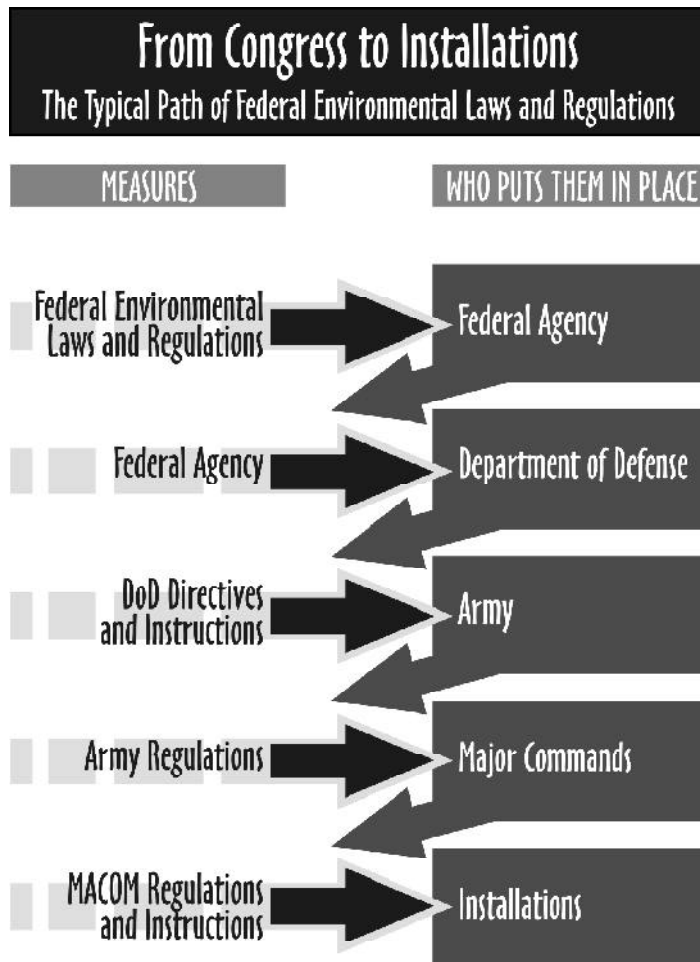 From Congress to Installations
The Typical Path of Federal Environmental Laws and Regulations
MEASURES
WHO PUTS THEM IN PLACE
Federal Environmental
Laws and Regulations
Federal Agency
Federal Agency
Department of Defense
DoD Directives
and Instructions
Army
Army Regulations
Major Commands
MACOM Regulations
and Instructions
Installations